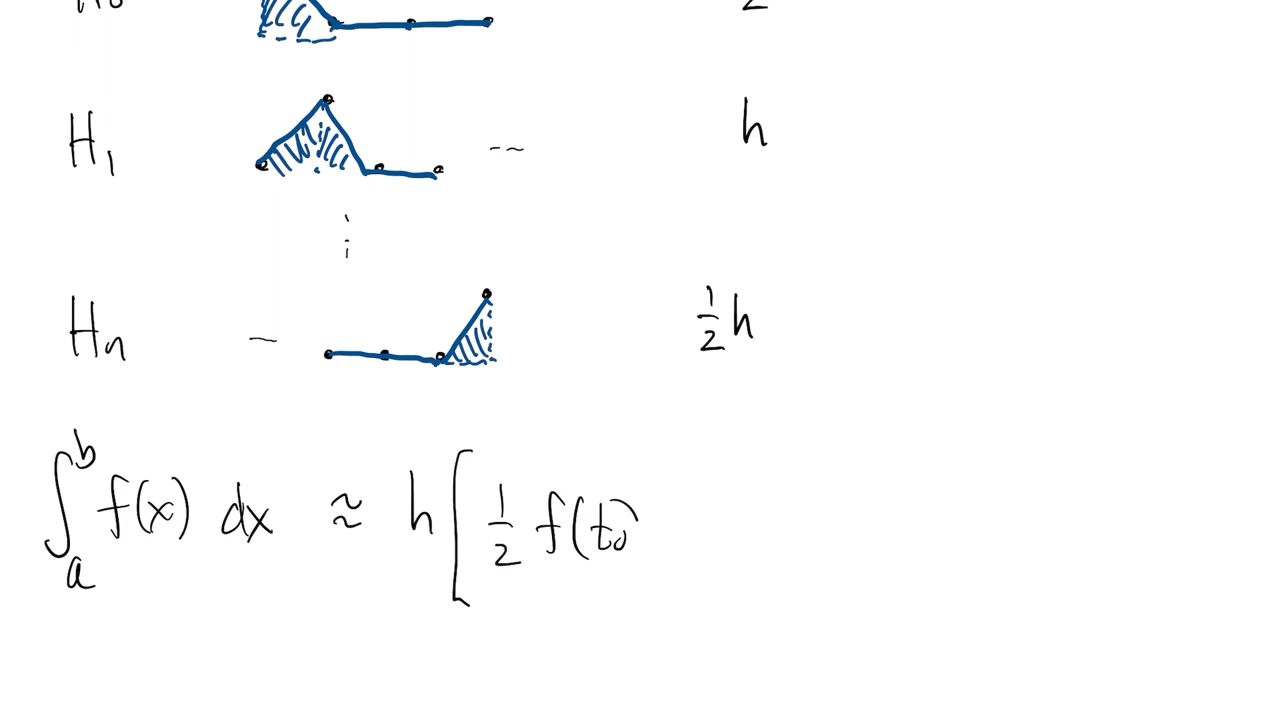 H₁ -- h
Hₙ – ½h
∫ₐᵇ f(x) dx ≈ h[ ½ f(t₀)